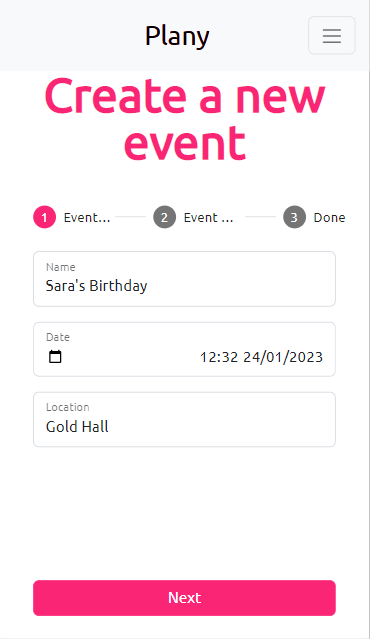 Plany
Create a new
event
1 Event... 2 Event ... 3 Done
Name
Sara's Birthday
Date
12:32 24/01/2023
Location
Gold Hall
Next